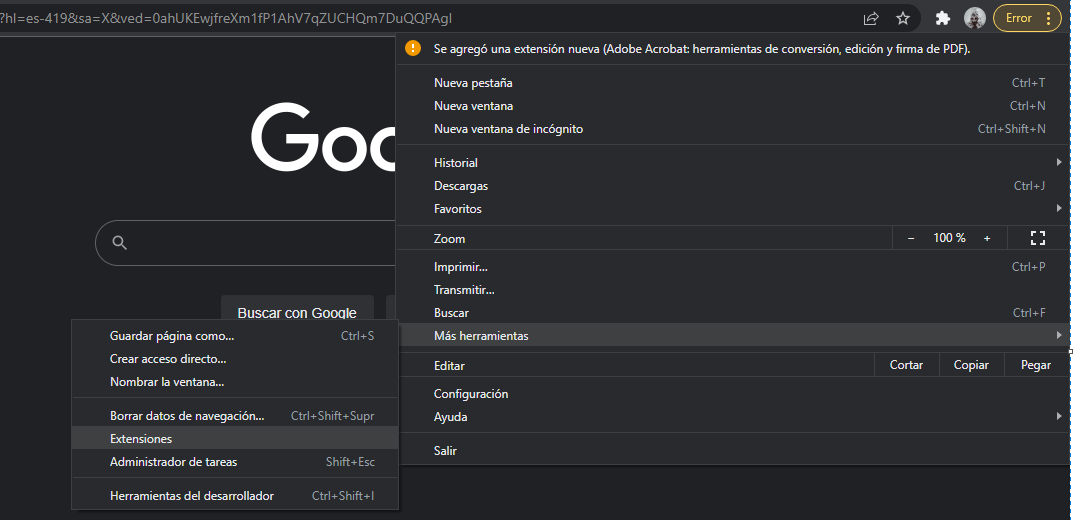 ?hl=es-419&sa=X&ved=0ahUKEwjfreXm1fP1AhV7qZUCHQm7DuQQPAgI
Error
Se agregó una extensión nueva (Adobe Acrobat: herramientas de conversión, edición y firma de PDF).
Nueva pestaña Ctrl+T
Nueva ventana Ctrl+N
Nueva ventana de incógnito Ctrl+Shift+N
Historial
Descargas Ctrl+J
Favoritos
Zoom – 100 % +
Imprimir... Ctrl+P
Transmitir...
Buscar Ctrl+F
Más herramientas
Editar Cortar Copiar Pegar
Configuración
Ayuda
Salir
Buscar con Google
Guardar página como... Ctrl+S
Crear acceso directo...
Nombrar la ventana...
Borrar datos de navegación... Ctrl+Shift+Supr
Extensiones
Administrador de tareas Shift+Esc
Herramientas del desarrollador Ctrl+Shift+I